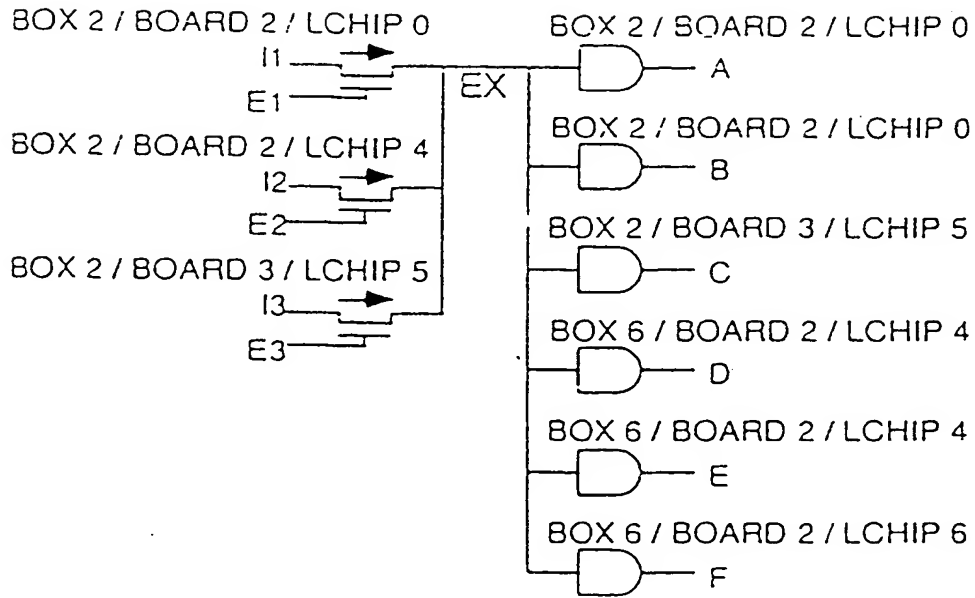 BOX 2 / BOARD 2 / LCHIP 0
I1
E1
BOX 2 / BOARD 2 / LCHIP 4
I2
E2
BOX 2 / BOARD 3 / LCHIP 5
I3
E3
EX
BOX 2 / BOARD 2 / LCHIP 0
A
BOX 2 / BOARD 2 / LCHIP 0
B
BOX 2 / BOARD 3 / LCHIP 5
C
BOX 6 / BOARD 2 / LCHIP 4
D
BOX 6 / BOARD 2 / LCHIP 4
E
BOX 6 / BOARD 2 / LCHIP 6
F